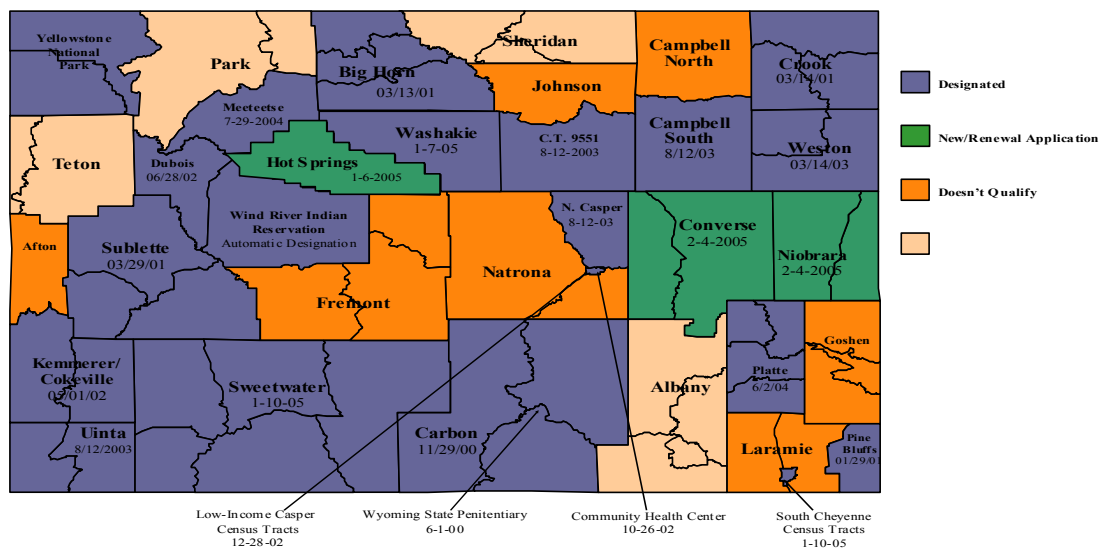 Yellowstone
National
Park
Park
Big Horn
03/13/01
Sheridan
Johnson
Campbell
North
Crook
03/14/01
Meeteetse
7-29-2004
Washakie
1-7-05
C.T. 9551
8-12-2003
Campbell
South
8/12/03
Weston
03/14/03
Teton
Dubois
06/28/02
Hot Springs
1-6-2005
Afton
Sublette
03/29/01
Wind River Indian
Reservation
Automatic Designation
Fremont
Natrona
N. Casper
8-12-03
Converse
2-4-2005
Niobrara
2-4-2005
Kemmerer/
Cokeville
05/01/02
Uinta
8/12/2003
Sweetwater
1-10-05
Carbon
11/29/00
Albany
Platte
6/2/04
Goshen
Laramie
Pine
Bluffs
01/29/01
Low-Income Casper
Census Tracts
12-28-02
Wyoming State Penitentiary
6-1-00
Community Health Center
10-26-02
South Cheyenne
Census Tracts
1-10-05
Designated
New/Renewal Application
Doesn't Qualify